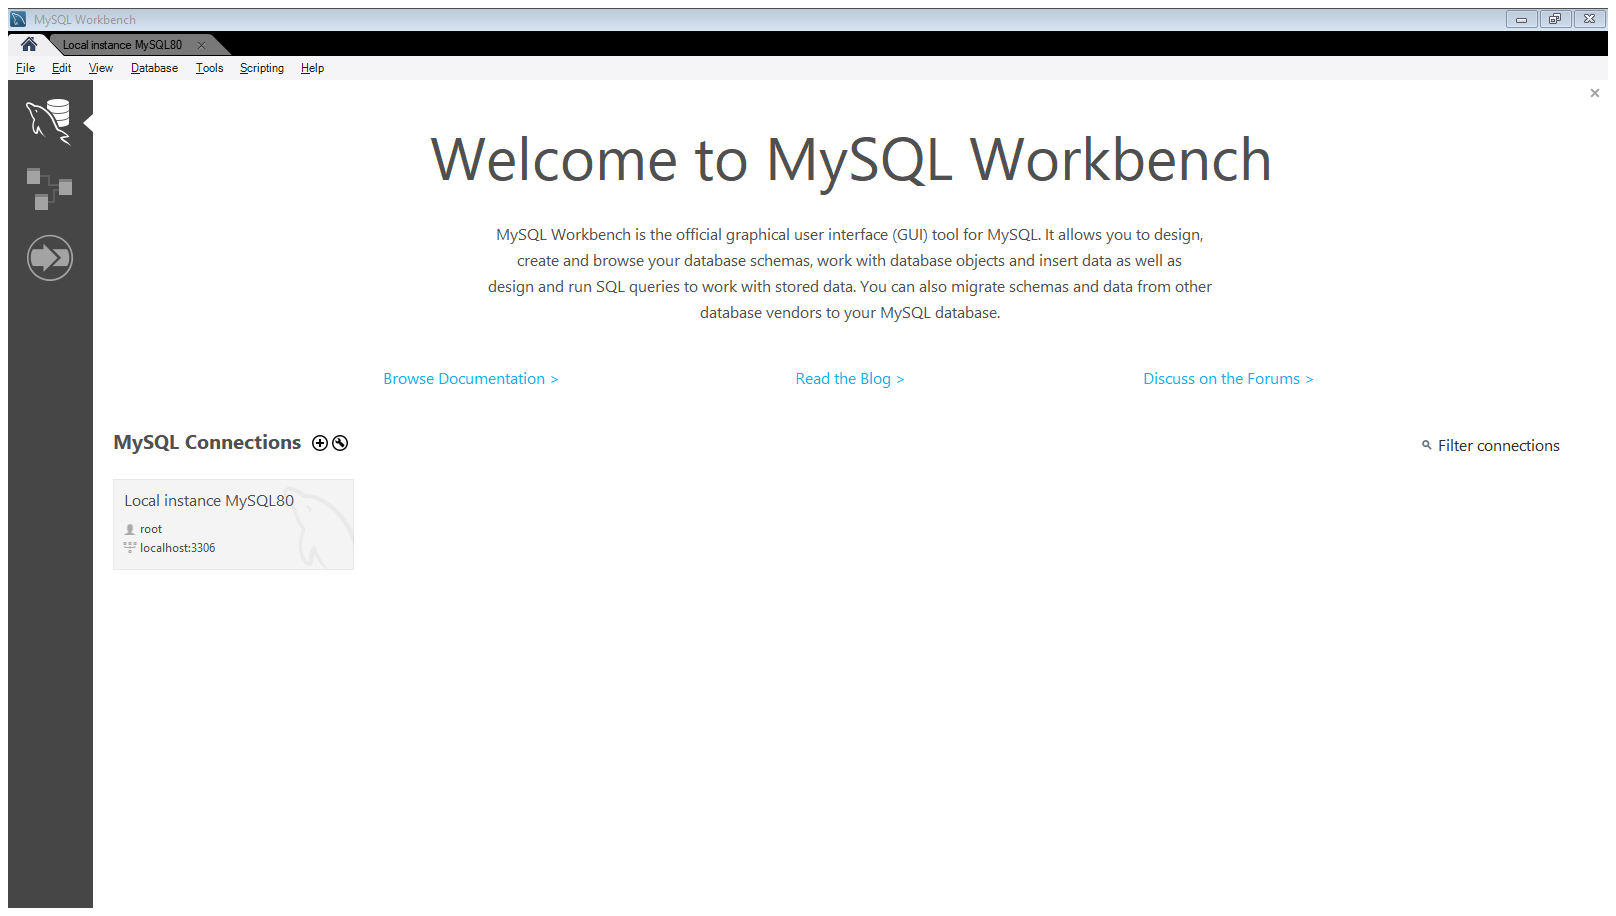 MySQL Workbench
Local instance MySQL80
File Edit View Database Tools Scripting Help
Welcome to MySQL Workbench
MySQL Workbench is the official graphical user interface (GUI) tool for MySQL. It allows you to design,
create and browse your database schemas, work with database objects and insert data as well as
design and run SQL queries to work with stored data. You can also migrate schemas and data from other
database vendors to your MySQL database.
Browse Documentation > Read the Blog > Discuss on the Forums >
MySQL Connections Filter connections
Local instance MySQL80
root
localhost:3306